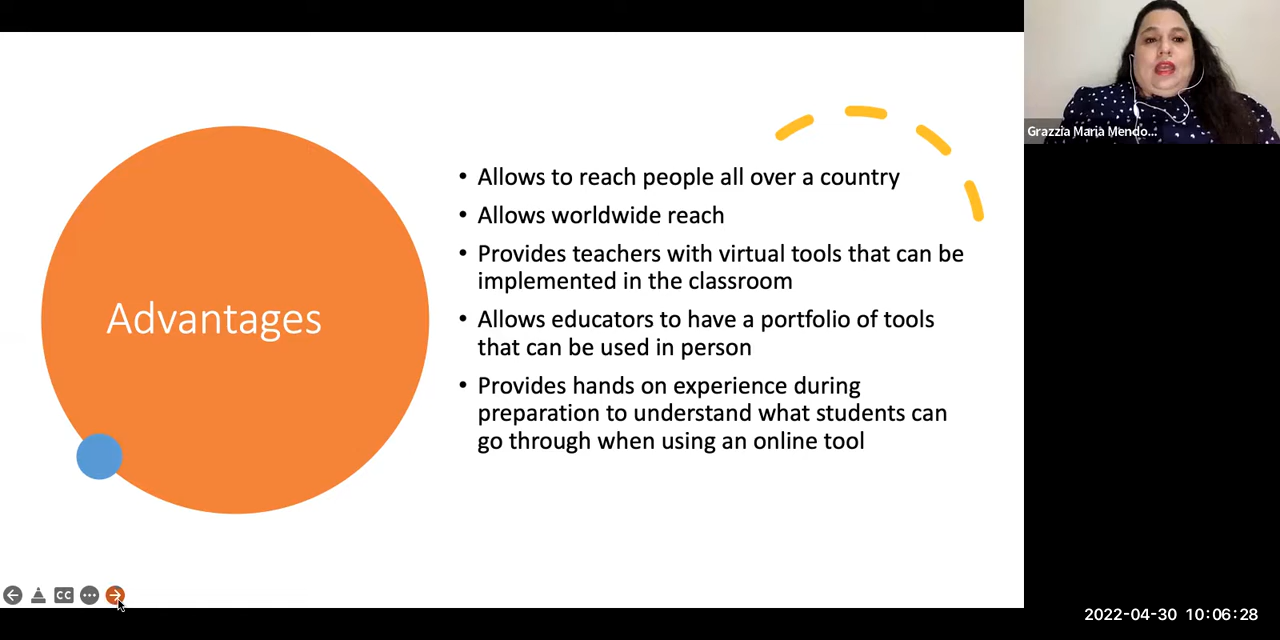 Grazzia Maria Mendo...
Advantages
• Allows to reach people all over a country
• Allows worldwide reach
• Provides teachers with virtual tools that can be
implemented in the classroom
• Allows educators to have a portfolio of tools
that can be used in person
• Provides hands on experience during
preparation to understand what students can
go through when using an online tool
CC
2022-04-30 10:06:28